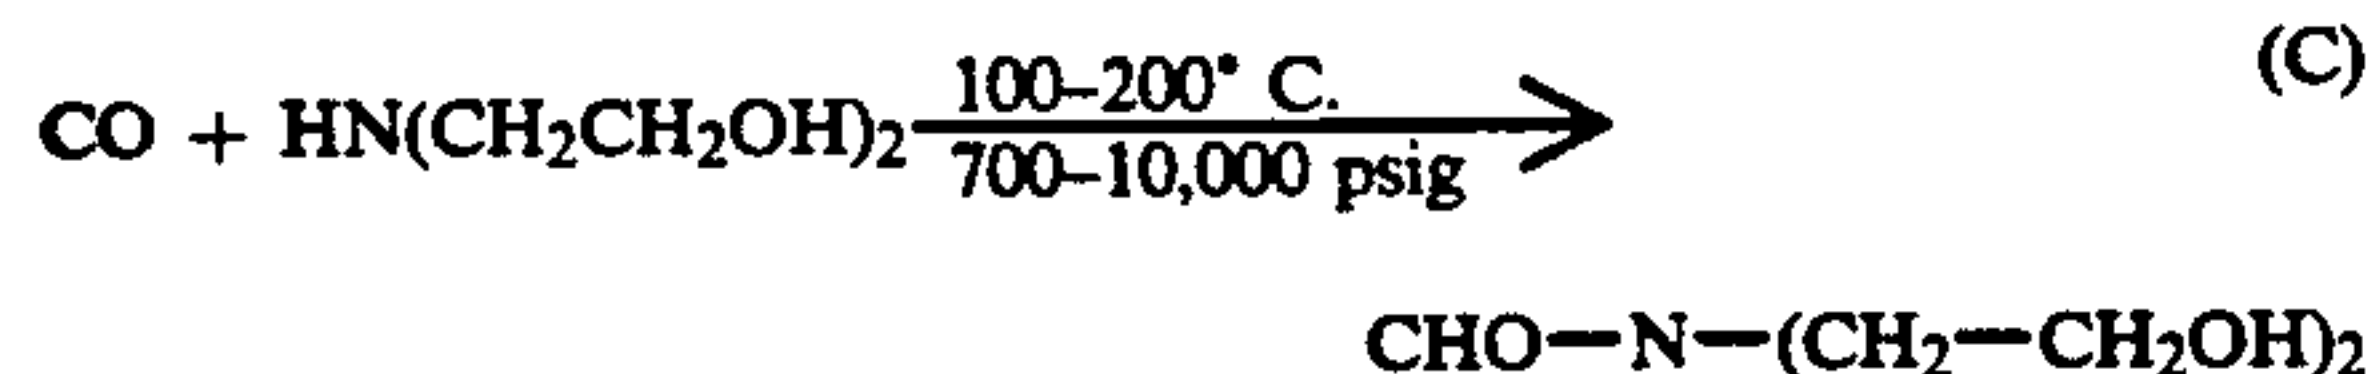 (C)
100–200° C.
CO + HN(CH₂CH₂OH)₂
700–10,000 psig
CHO—N—(CH₂—CH₂OH)₂